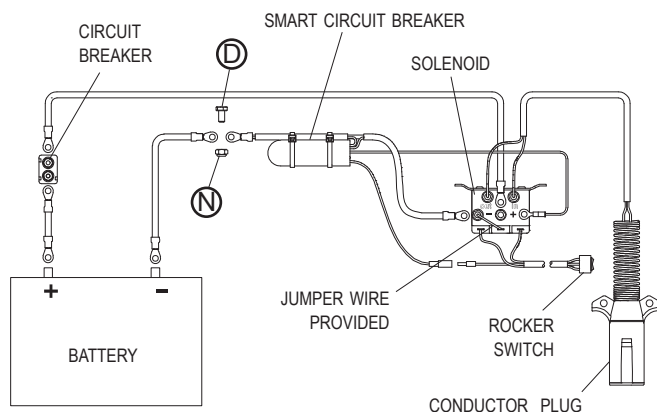 CIRCUIT
BREAKER
D
SMART CIRCUIT BREAKER
SOLENOID
N
- +
+ -
BATTERY
JUMPER WIRE
PROVIDED
ROCKER
SWITCH
CONDUCTOR PLUG